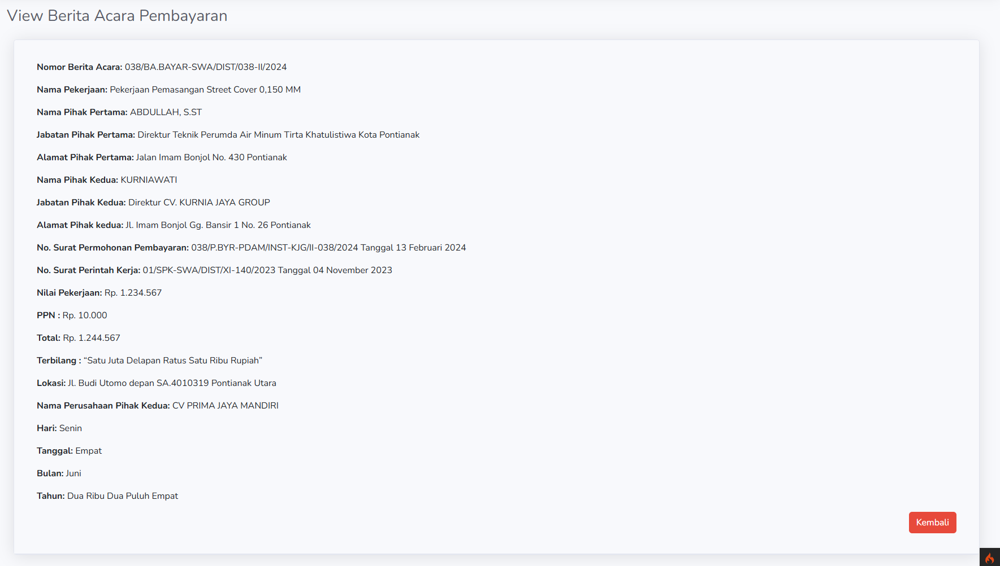 View Berita Acara Pembayaran
Nomor Berita Acara: 038/BA.BAYAR-SWA/DIST/038-II/2024
Nama Pekerjaan: Pekerjaan Pemasangan Street Cover 0,150 MM
Nama Pihak Pertama: ABDULLAH, S.ST
Jabatan Pihak Pertama: Direktur Teknik Perumda Air Minum Tirta Khatulistiwa Kota Pontianak
Alamat Pihak Pertama: Jalan Imam Bonjol No. 430 Pontianak
Nama Pihak Kedua: KURNIAWATI
Jabatan Pihak Kedua: Direktur CV. KURNIA JAYA GROUP
Alamat Pihak kedua: Jl. Imam Bonjol Gg. Bansir 1 No. 26 Pontianak
No. Surat Permohonan Pembayaran: 038/P.BYR-PDAM/INST-KJG/II-038/2024 Tanggal 13 Februari 2024
No. Surat Perintah Kerja: 01/SPK-SWA/DIST/XI-140/2023 Tanggal 04 November 2023
Nilai Pekerjaan: Rp. 1.234.567
PPN : Rp. 10.000
Total: Rp. 1.244.567
Terbilang : “Satu Juta Delapan Ratus Satu Ribu Rupiah”
Lokasi: Jl. Budi Utomo depan SA.4010319 Pontianak Utara
Nama Perusahaan Pihak Kedua: CV PRIMA JAYA MANDIRI
Hari: Senin
Tanggal: Empat
Bulan: Juni
Tahun: Dua Ribu Dua Puluh Empat
Kembali